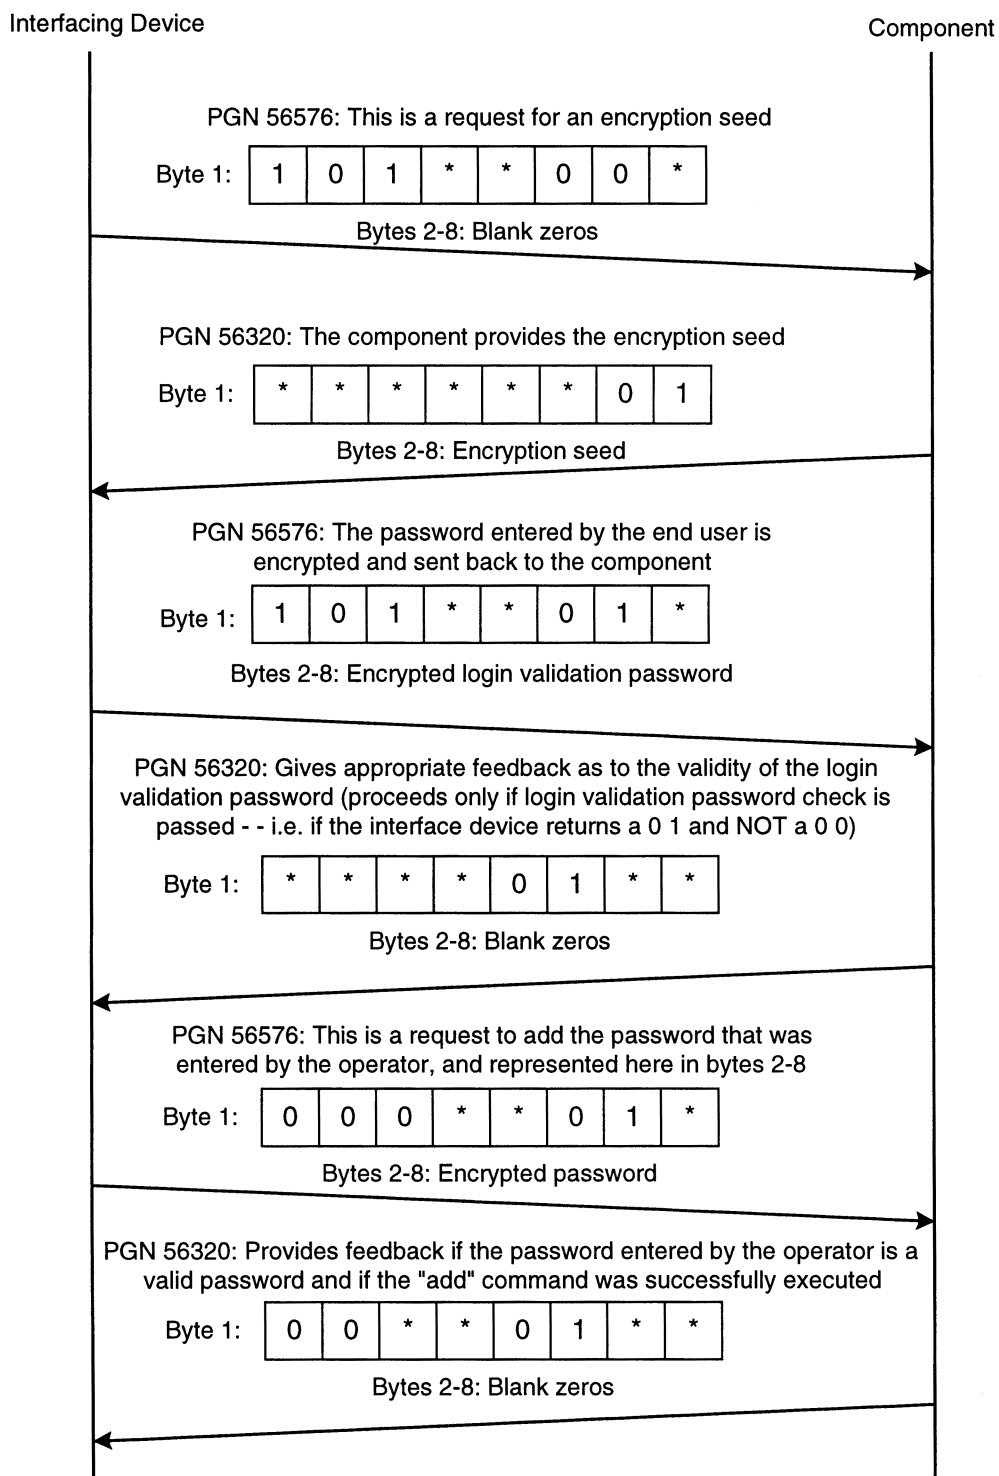 Interfacing Device
Component
PGN 56576: This is a request for an encryption seed
Byte 1: 1 0 1 * * 0 0 *
Bytes 2-8: Blank zeros
PGN 56320: The component provides the encryption seed
Byte 1: * * * * * * 0 1
Bytes 2-8: Encryption seed
PGN 56576: The password entered by the end user is
encrypted and sent back to the component
Byte 1: 1 0 1 * * 0 1 *
Bytes 2-8: Encrypted login validation password
PGN 56320: Gives appropriate feedback as to the validity of the login
validation password (proceeds only if login validation password check is
passed - - i.e. if the interface device returns a 0 1 and NOT a 0 0)
Byte 1: * * * * 0 1 * *
Bytes 2-8: Blank zeros
PGN 56576: This is a request to add the password that was
entered by the operator, and represented here in bytes 2-8
Byte 1: 0 0 0 * * 0 1 *
Bytes 2-8: Encrypted password
PGN 56320: Provides feedback if the password entered by the operator is a
valid password and if the "add" command was successfully executed
Byte 1: 0 0 * * 0 1 * *
Bytes 2-8: Blank zeros